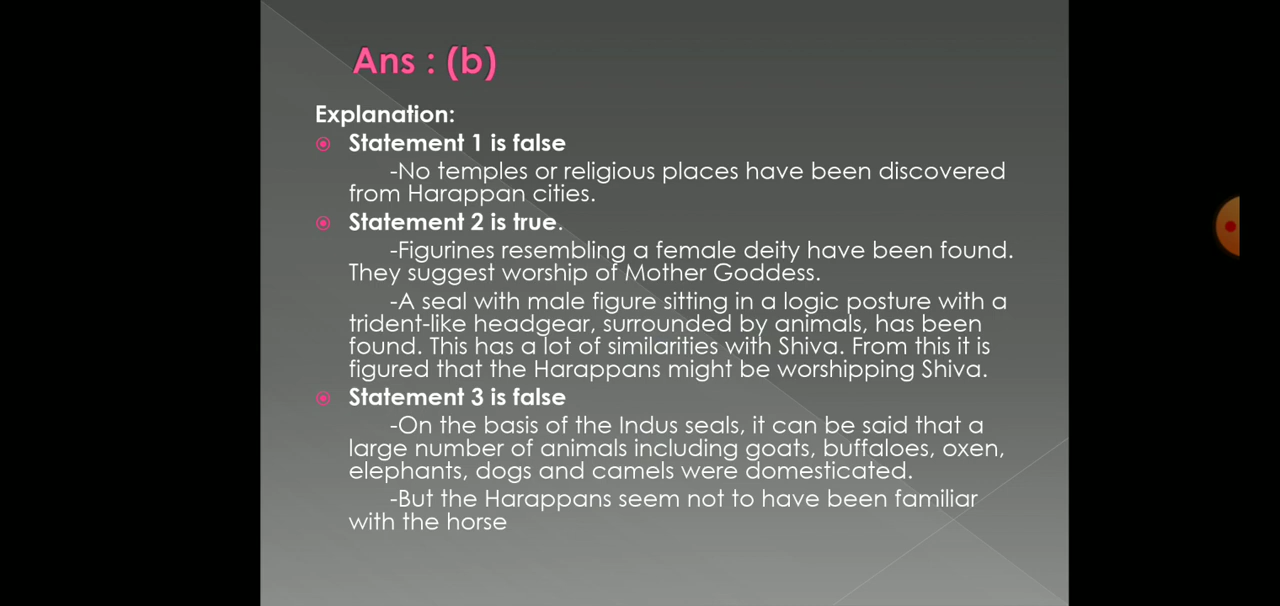 Ans : (b)
Explanation:
Statement 1 is false
-No temples or religious places have been discovered
from Harappan cities.
Statement 2 is true.
-Figurines resembling a female deity have been found.
They suggest worship of Mother Goddess.
-A seal with male figure sitting in a logic posture with a
trident-like headgear, surrounded by animals, has been
found. This has a lot of similarities with Shiva. From this it is
figured that the Harappans might be worshipping Shiva.
Statement 3 is false
-On the basis of the Indus seals, it can be said that a
large number of animals including goats, buffaloes, oxen,
elephants, dogs and camels were domesticated.
-But the Harappans seem not to have been familiar
with the horse